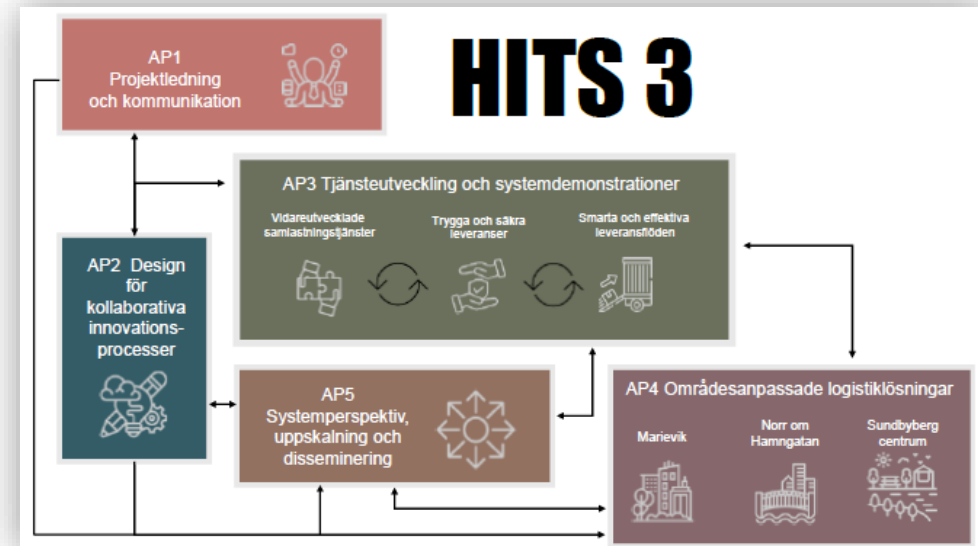 AP1
Projektledning
och kommunikation
HITS 3
AP3 Tjänsteutveckling och systemdemonstrationer
Vidareutvecklade
samlastningstjänster
Trygga och säkra
leveranser
Smarta och effektiva
leveransflöden
AP2 Design
för
kollaborativa
innovations-
processer
AP5
Systemperspektiv,
uppskalning och
disseminering
AP4 Områdesanpassade logistiklösningar
Marievik
Norr om
Hamngatan
Sundbyberg
centrum